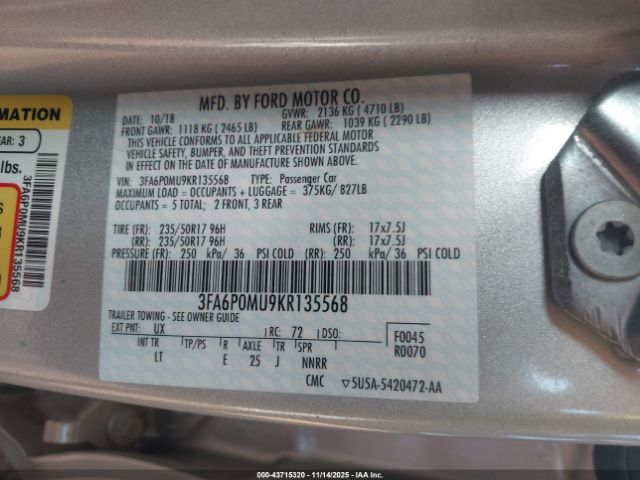 MATION
EAR: 3
lbs.
3FA6P0MU9KR135568
MFD. BY FORD MOTOR CO.
DATE: 10/18 GVWR: 2136 KG ( 4710 LB)
FRONT GAWR: 1118 KG ( 2465 LB) REAR GAWR: 1039 KG ( 2290 LB)
THIS VEHICLE CONFORMS TO ALL APPLICABLE FEDERAL MOTOR
VEHICLE SAFETY, BUMPER, AND THEFT PREVENTION STANDARDS
IN EFFECT ON THE DATE OF MANUFACTURE SHOWN ABOVE.
VIN: 3FA6P0MU9KR135568 TYPE: Passenger Car
MAXIMUM LOAD = OCCUPANTS + LUGGAGE = 375KG/ 827LB
OCCUPANTS = 5 TOTAL; 2 FRONT, 3 REAR
TIRE (FR): 235/50R17 96H RIMS (FR): 17x7.5J
(RR): 235/50R17 96H (RR): 17x7.5J
PRESSURE (FR): 250 kPa/ 36 PSI COLD (RR): 250 kPa/ 36 PSI COLD
3FA6P0MU9KR135568
TRAILER TOWING - SEE OWNER GUIDE
EXT PNT: UX RC: 72 DSO: F0045
R0070
INT TR TP/PS R AXLE TR SPR
LT E 25 J NNRR
CMC ▽5U5A-5420472-AA
000-43715320 - 11/14/2025 - IAA Inc.